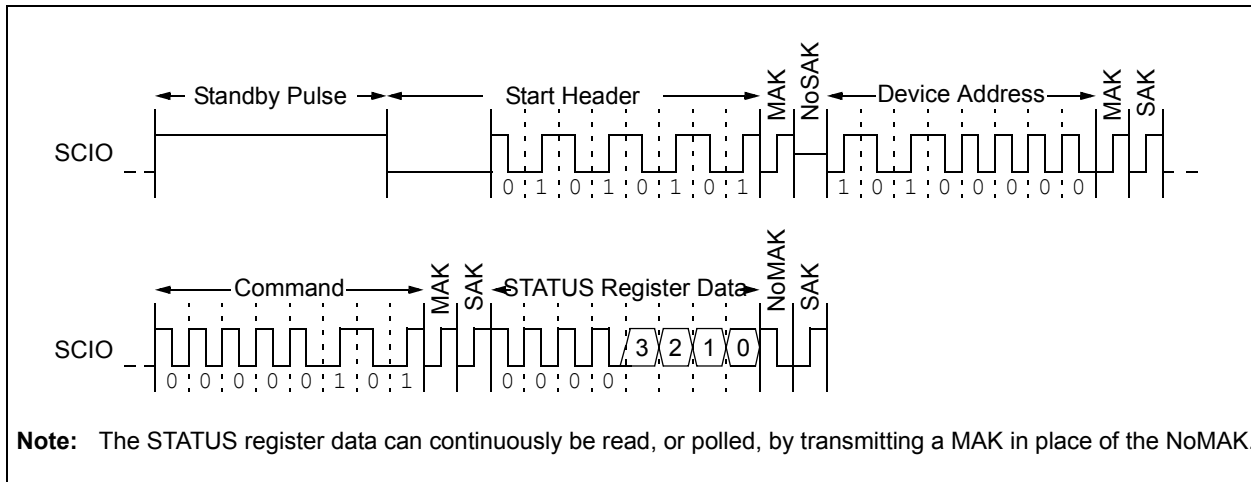 Standby Pulse Start Header MAK NoSAK Device Address MAK SAK
SCIO
0 1 0 1 0 1 0 1 1 0 1 0 0 0 0 0
Command MAK SAK STATUS Register Data NoMAK SAK
SCIO 3 2 1 0
0 0 0 0 0 1 0 1 0 0 0 0
Note: The STATUS register data can continuously be read, or polled, by transmitting a MAK in place of the NoMAK.